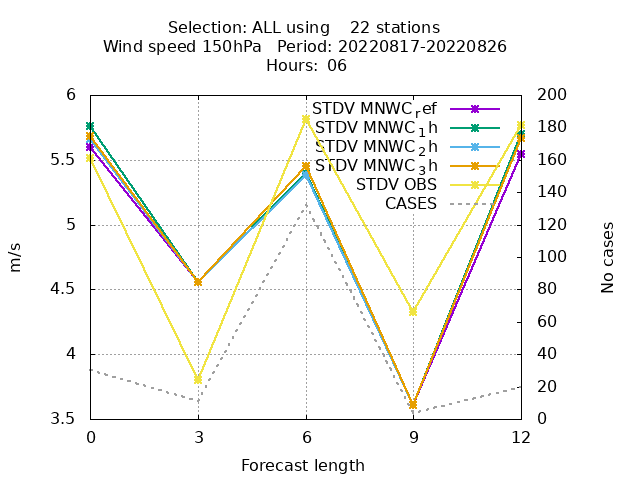 Selection: ALL using    22 stations
Wind speed 150hPa   Period: 20220817-20220826
Hours:  06
6
5.5
5
4.5
4
3.5
m/s
200
180
160
140
120
100
80
60
40
20
0
No cases
STDV MNWC_ref
STDV MNWC_1h
STDV MNWC_2h
STDV MNWC_3h
STDV OBS
CASES
0 3 6 9 12
Forecast length